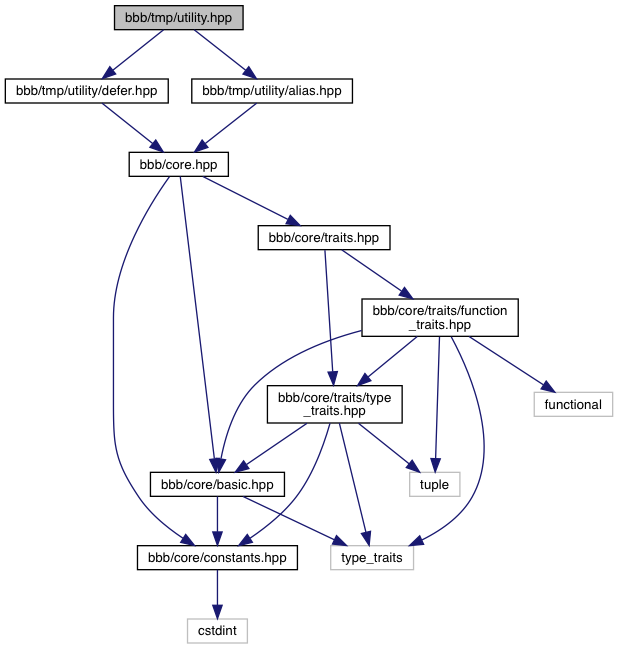 bbb/tmp/utility.hpp
bbb/tmp/utility/defer.hpp
bbb/tmp/utility/alias.hpp
bbb/core.hpp
bbb/core/traits.hpp
bbb/core/traits/function
_traits.hpp
bbb/core/traits/type
_traits.hpp
functional
bbb/core/basic.hpp
tuple
bbb/core/constants.hpp
type_traits
cstdint